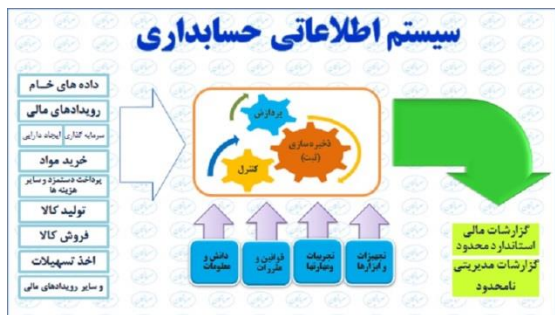 سیستم اطلاعاتی حسابداری
داده های خام
رویدادهای مالی
سرمایه گذاری ایجاد دارایی
خرید مواد
پرداخت دستمزد و سایر
هزینه ها
تولید کالا
فروش کالا
اخذ تسهیلات
و سایر رویدادهای مالی
پردازش
ذخیره سازی
(ثبت)
کنترل
تجهیزات
و ابزارها
تجربیات
ومهارتها
قوانین و
مقررات
دانش و
معلومات
گزارشات مالی
استاندارد محدود
گزارشات مدیریتی
نامحدود